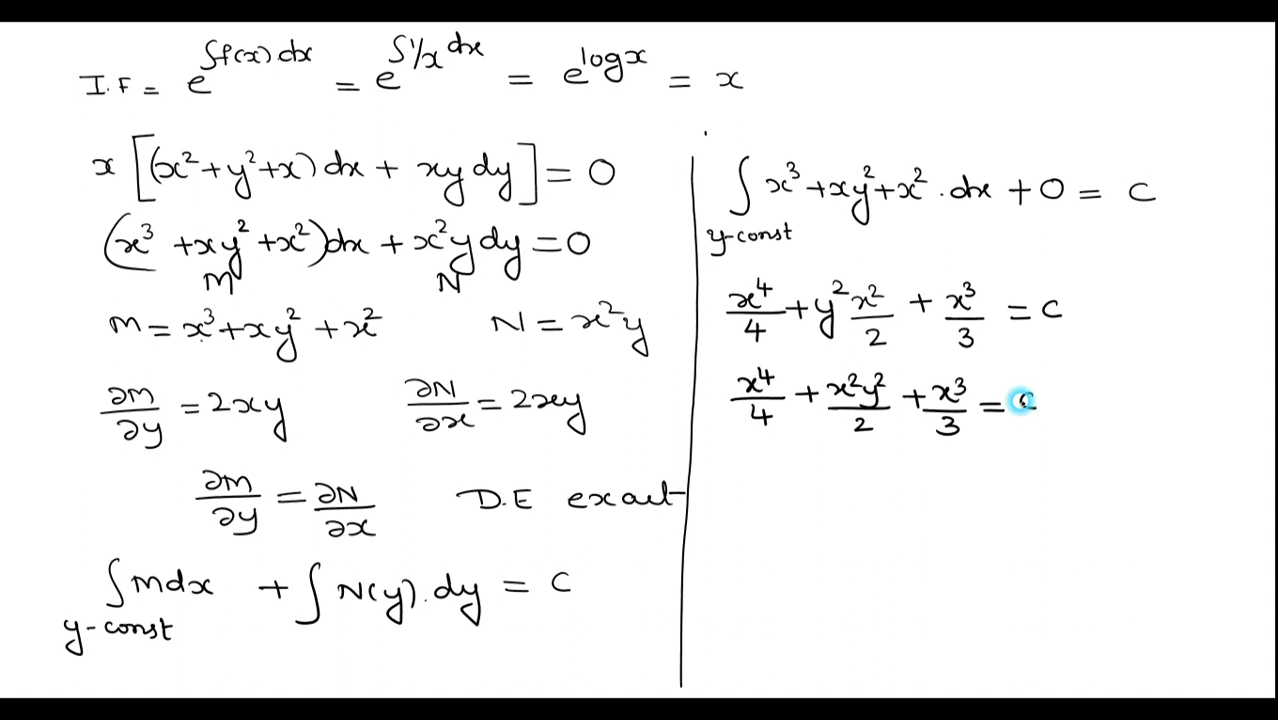 I.F = e^∫f(x)dx = e^∫1/x dx = e^logx = x
x [(x² + y² + x) dx + xy dy] = 0
(x³ + xy² + x²)dx + x²y dy = 0
M N
m = x³ + xy² + x² N = x²y
∂m/∂y = 2xy ∂N/∂x = 2xy
∂m/∂y = ∂N/∂x D.E exact
∫mdx + ∫N(y).dy = c
y-const
∫x³ + xy² + x² . dx + 0 = c
y-const
x⁴/4 + y² x²/2 + x³/3 = c
x⁴/4 + x²y²/2 + x³/3 = c